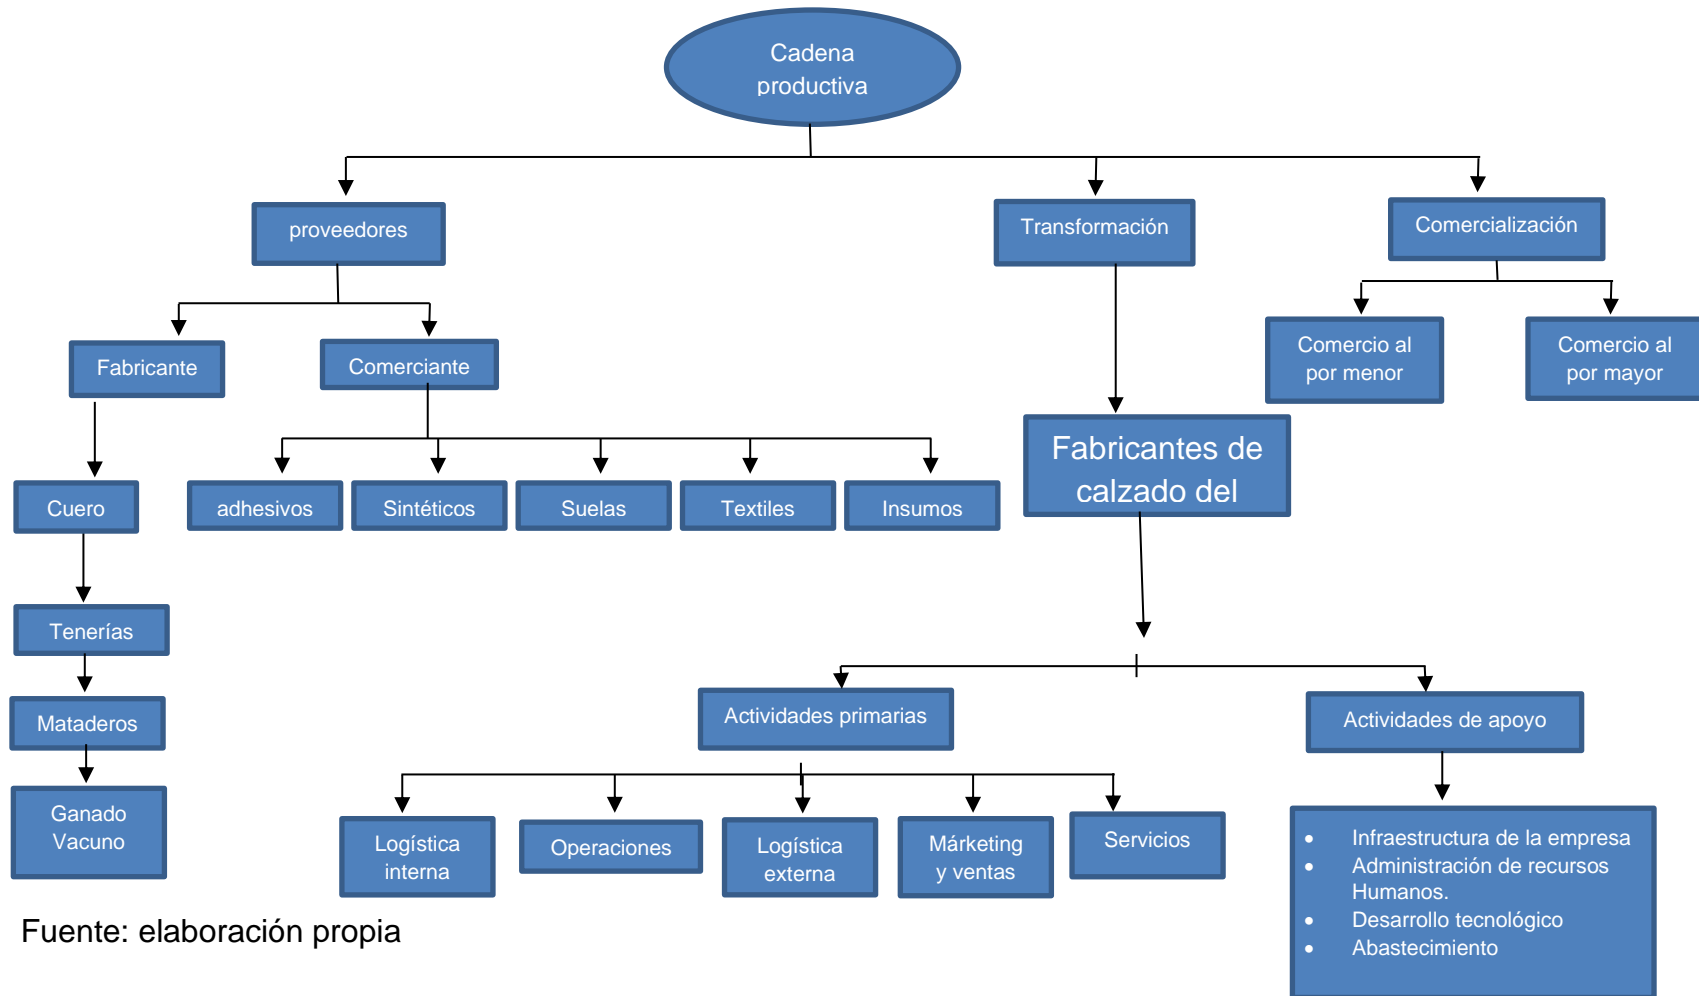 Cadena
productiva
proveedores
Transformación
Comercialización
Fabricante
Comerciante
Comercio al
por menor
Comercio al
por mayor
Fabricantes de
calzado del
Cuero
adhesivos
Sintéticos
Suelas
Textiles
Insumos
Tenerías
Mataderos
Ganado
Vacuno
Actividades primarias
Actividades de apoyo
Logística
interna
Operaciones
Logística
externa
Márketing
y ventas
Servicios
• Infraestructura de la empresa
• Administración de recursos
Humanos.
• Desarrollo tecnológico
• Abastecimiento
Fuente: elaboración propia